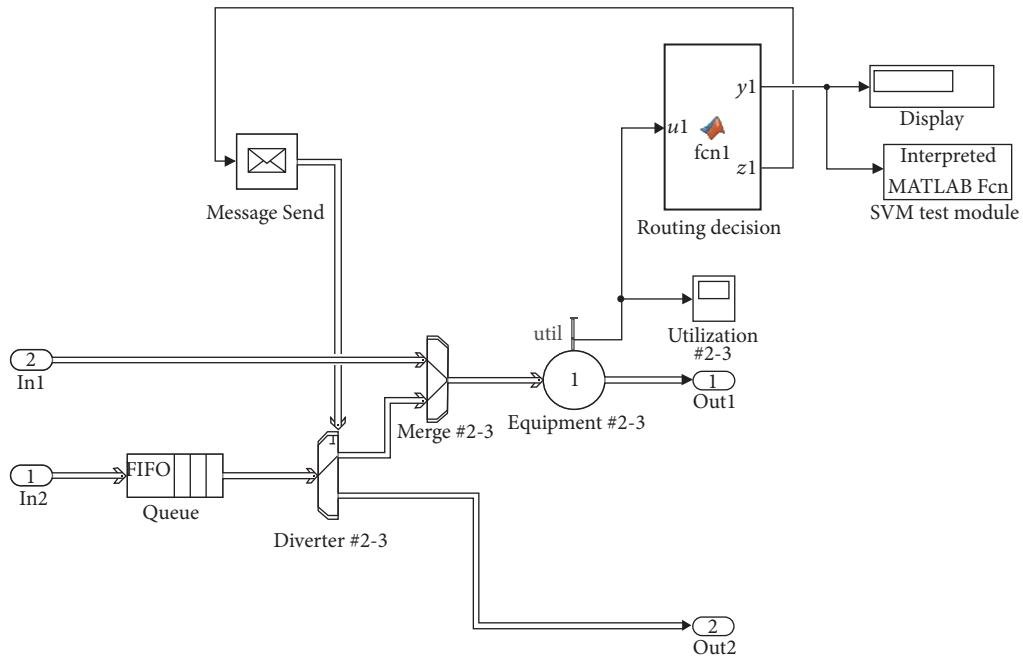 y1
u1
fcn1
z1
Routing decision
Display
Interpreted
MATLAB Fcn
SVM test module
Message Send
util
Utilization
#2-3
2
In1
1
Equipment #2-3
1
Out1
Merge #2-3
1
1
In2
FIFO
Queue
Diverter #2-3
2
Out2